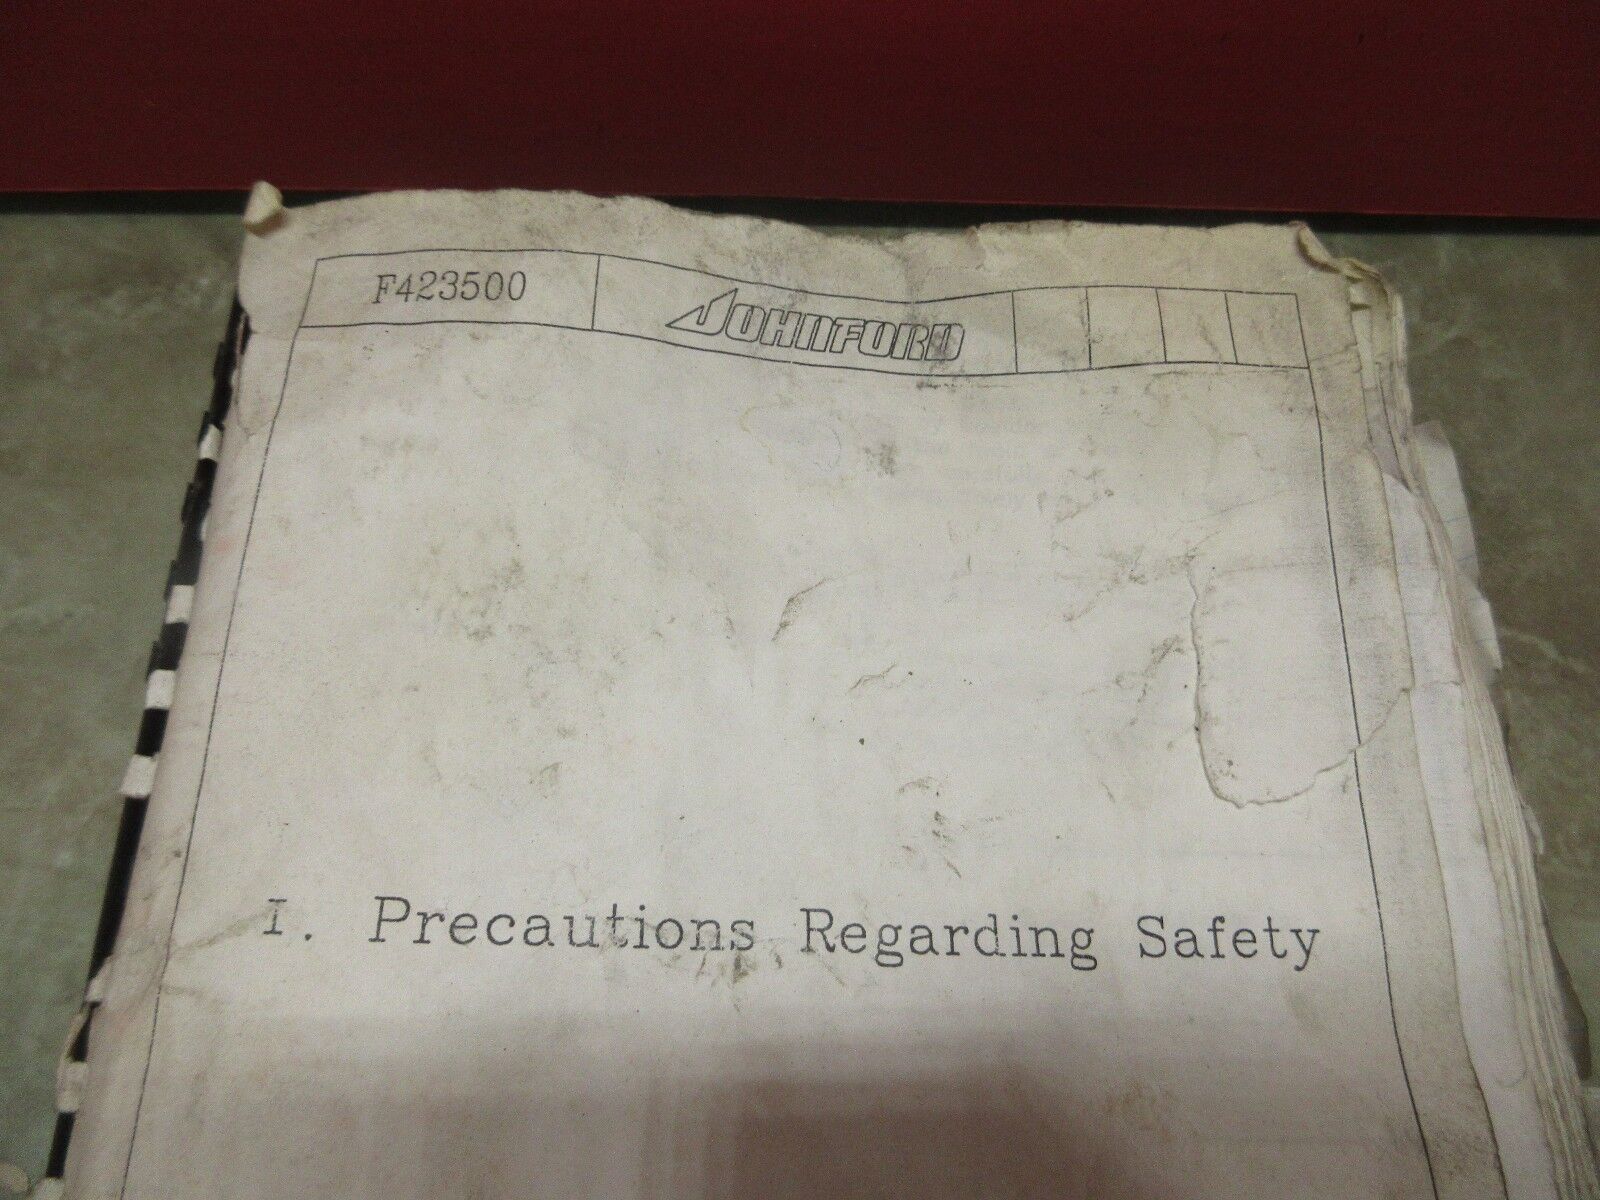 F423500
JOHNFORD
I. Precautions Regarding Safety